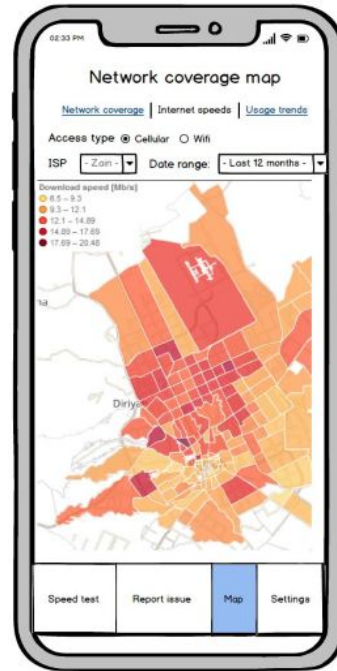 02:33 PM
Network coverage map
Network coverage | Internet speeds | Usage trends
Access type Cellular Wifi
ISP - Zain - Date range: - Last 12 months -
Download speed [Mb/s]
6.5 – 9.3
9.3 – 12.1
12.1 – 14.89
14.89 – 17.69
17.69 – 20.48
na
Diriya
Speed test Report issue Map Settings